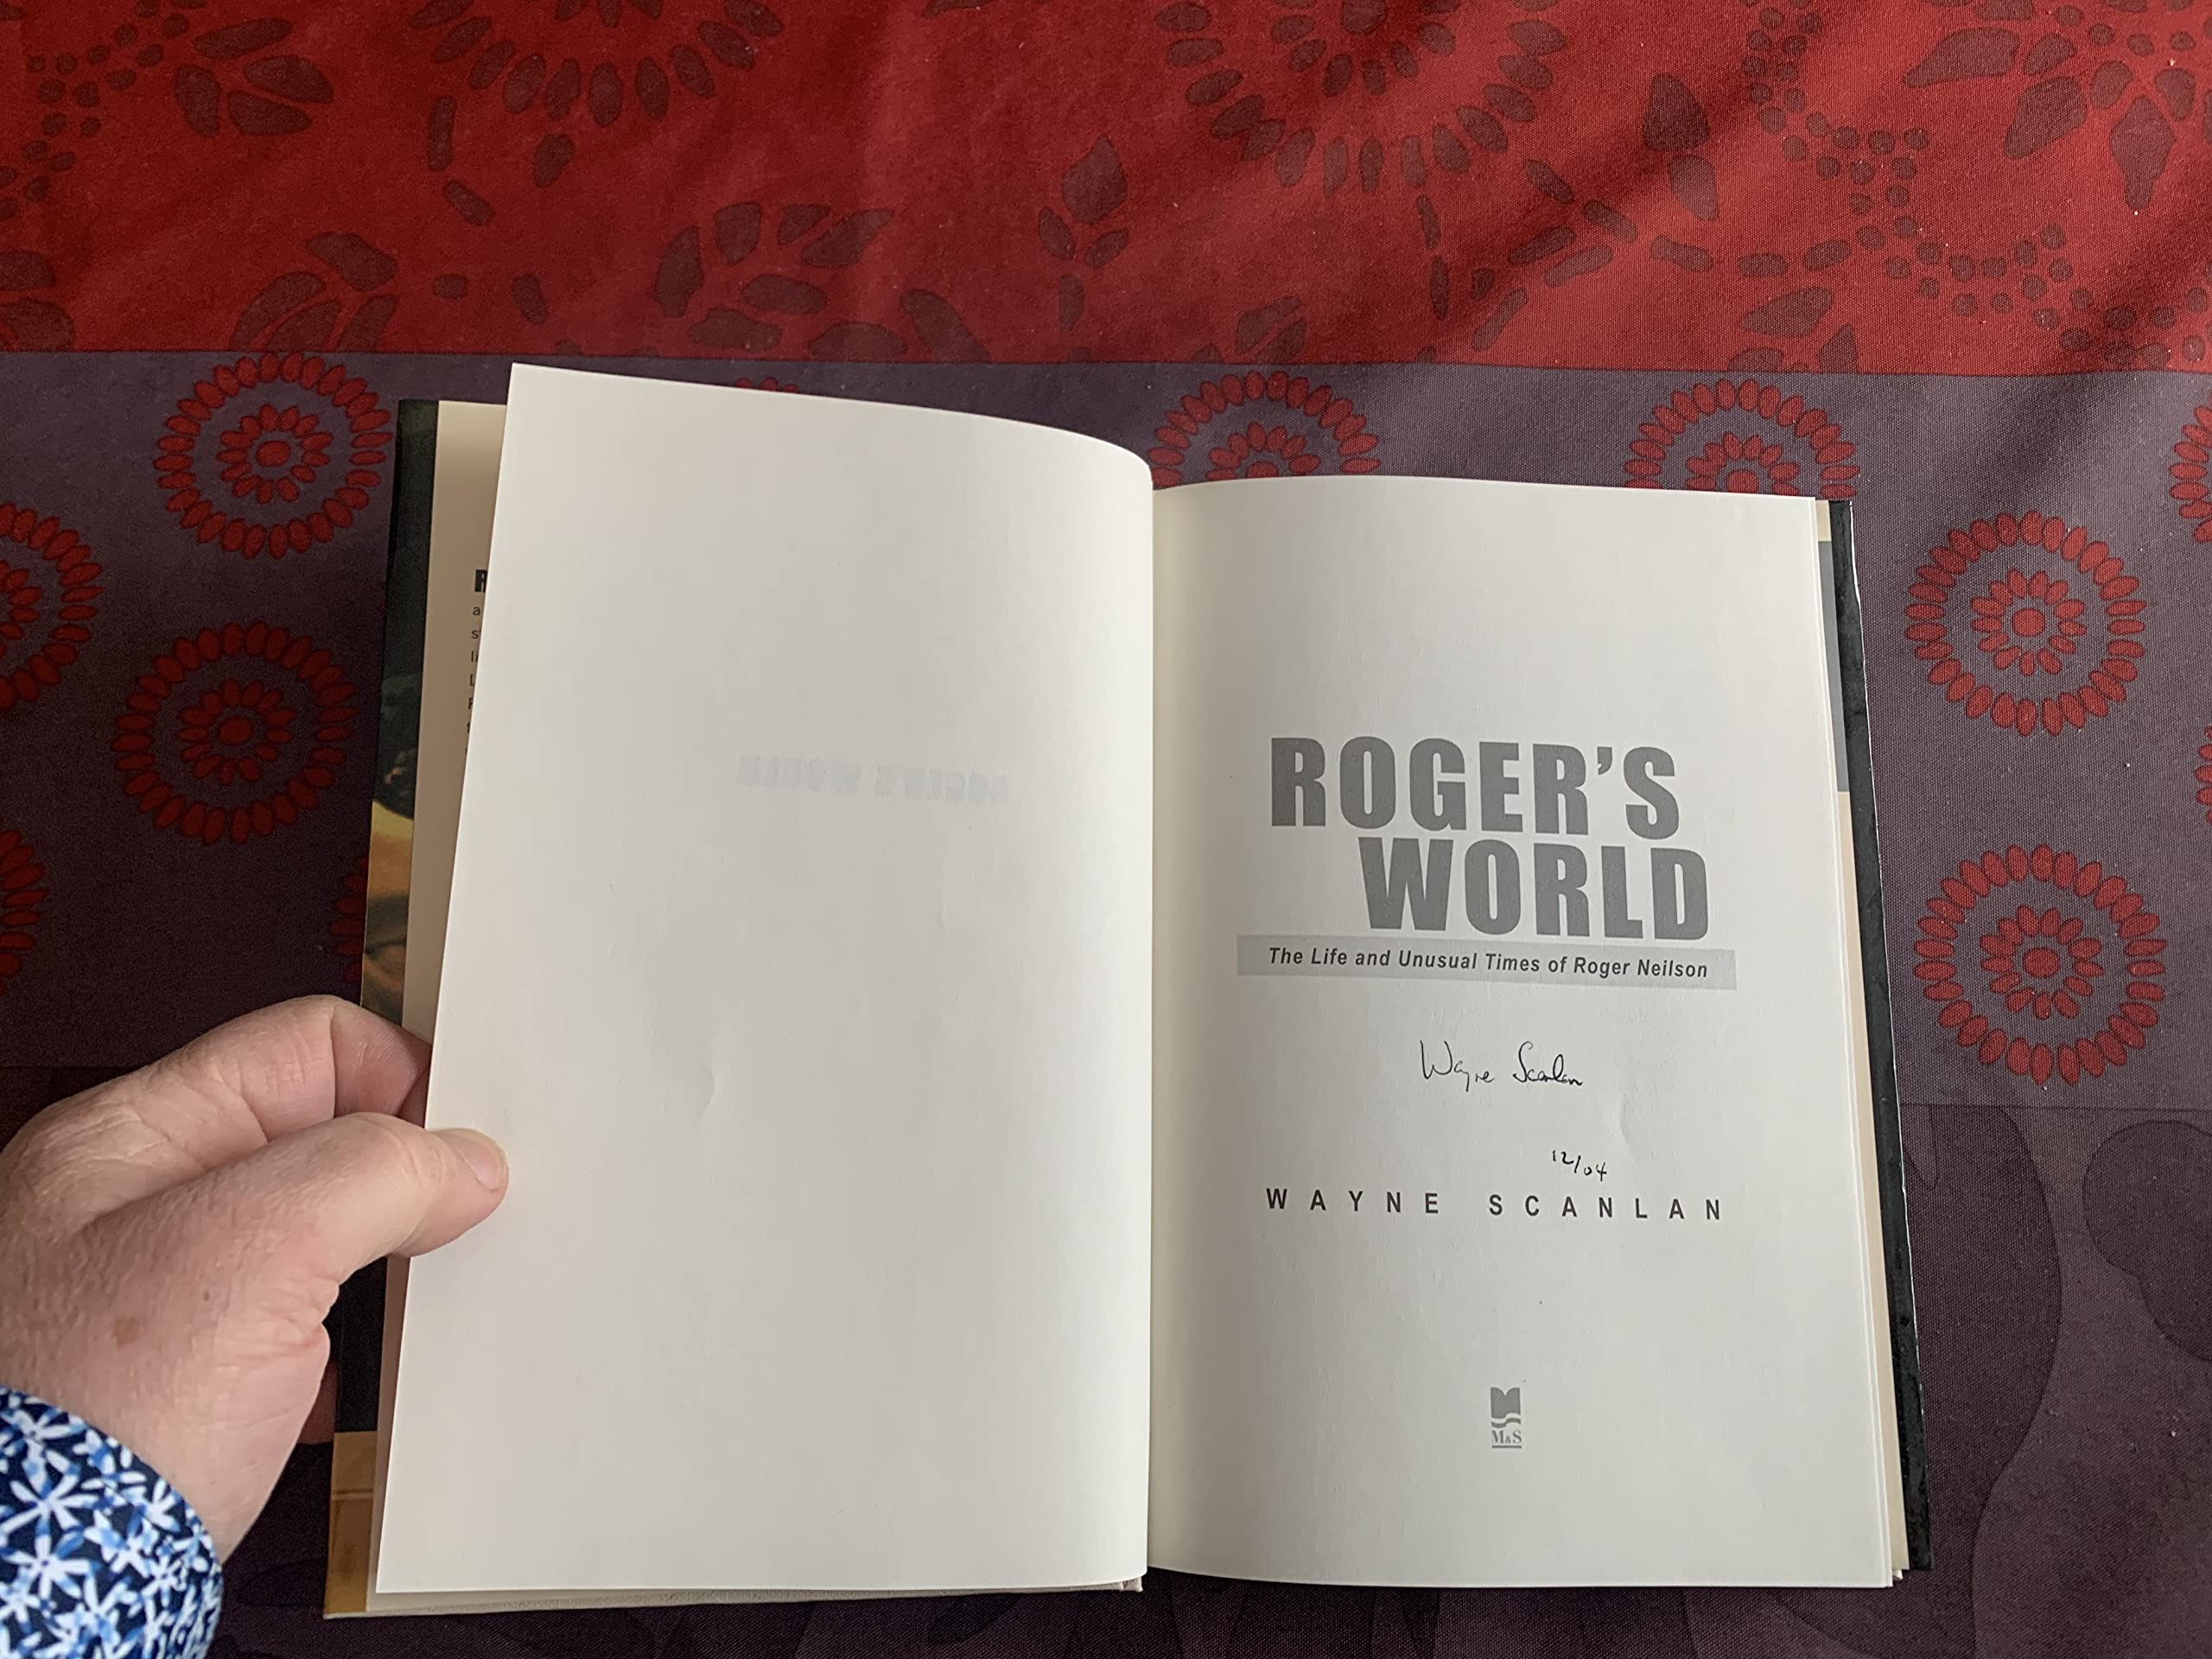 ROGER'S
WORLD
The Life and Unusual Times of Roger Neilson
Wayne Scanlan
12/04
WAYNE SCANLAN
M&S